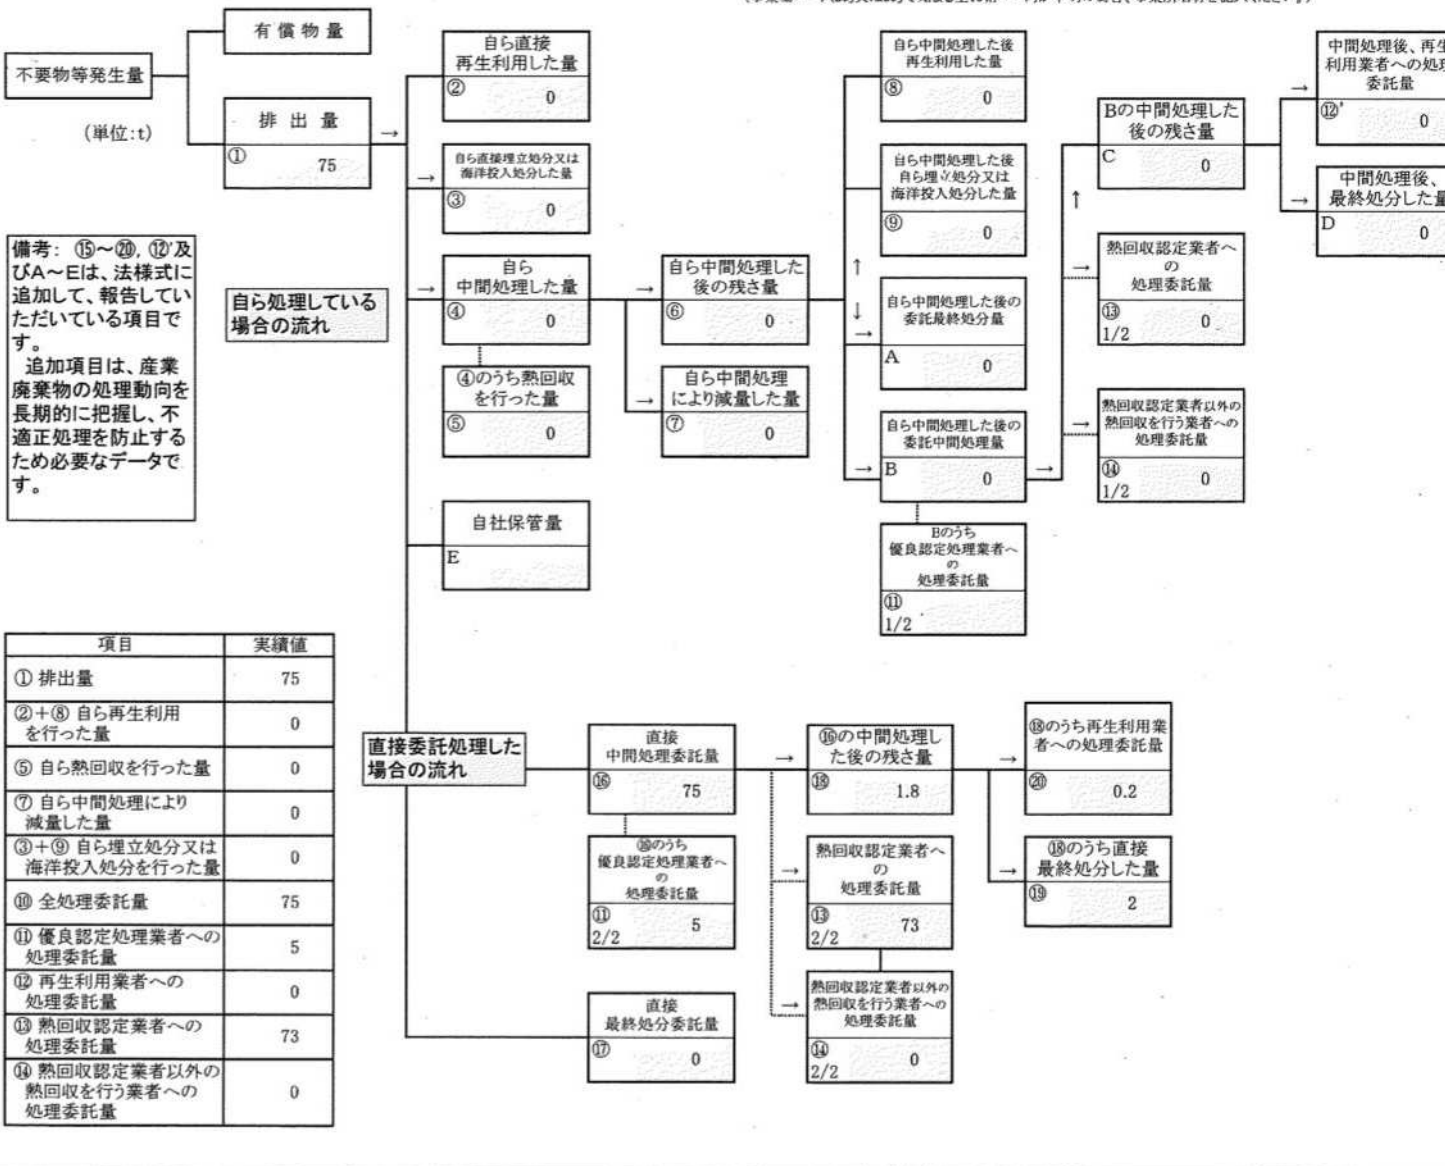 有償物量
不要物等発生量
(単位:t)
排出量
①
75
→
自ら直接
再生利用した量
②
0
→
自ら直接埋立処分又は
海洋投入処分した量
③
0
→
自ら
中間処理した量
④
0
④のうち熱回収
を行った量
⑤
0
自社保管量
E
備考: ⑮～⑳, ⑫'及
びA～Eは、法様式に
追加して、報告してい
ただいている項目で
す。
追加項目は、産業
廃棄物の処理動向を
長期的に把握し、不
適正処理を防止する
ため必要なデータで
す。
自ら処理している
場合の流れ
→
自ら中間処理した
後の残さ量
⑥
0
→
自ら中間処理
により減量した量
⑦
0
自ら中間処理した後
再生利用した量
⑧
0
自ら中間処理した後
自ら埋立処分又は
海洋投入処分した量
⑨
0
↑
↓
→
自ら中間処理した後の
委託最終処分量
A
0
→
自ら中間処理した後の
委託中間処理量
B
0
→
Bのうち
優良認定処理業者へ
の
処理委託量
⑪
1/2
Bの中間処理した
後の残さ量
C
0
↑
→
熱回収認定業者へ
の
処理委託量
⑬
1/2
0
→
熱回収認定業者以外の
熱回収を行う業者への
処理委託量
⑭
1/2
0
→
中間処理後、再生
利用業者への処理
委託量
⑫'
0
→
中間処理後、
最終処分した量
D
0
項目 実績値
① 排出量 75
②+⑧ 自ら再生利用
を行った量 0
⑤ 自ら熱回収を行った量 0
⑦ 自ら中間処理により
減量した量 0
③+⑨ 自ら埋立処分又は
海洋投入処分を行った量 0
⑩ 全処理委託量 75
⑪ 優良認定処理業者への
処理委託量 5
⑫ 再生利用業者への
処理委託量 0
⑬ 熱回収認定業者への
処理委託量 73
⑭ 熱回収認定業者以外の
熱回収を行う業者への
処理委託量 0
直接委託処理した
場合の流れ
直接
中間処理委託量
⑯
75
⑯のうち
優良認定処理業者へ
の
処理委託量
⑪
2/2
5
直接
最終処分委託量
⑰
0
→
⑯の中間処理し
た後の残さ量
⑱
1.8
→
熱回収認定業者へ
の
処理委託量
⑬
2/2
73
→
熱回収認定業者以外の
熱回収を行う業者への
処理委託量
⑭
2/2
0
→
⑱のうち再生利用業
者への処理委託量
⑳
0.2
→
⑱のうち直接
最終処分した量
⑲
2